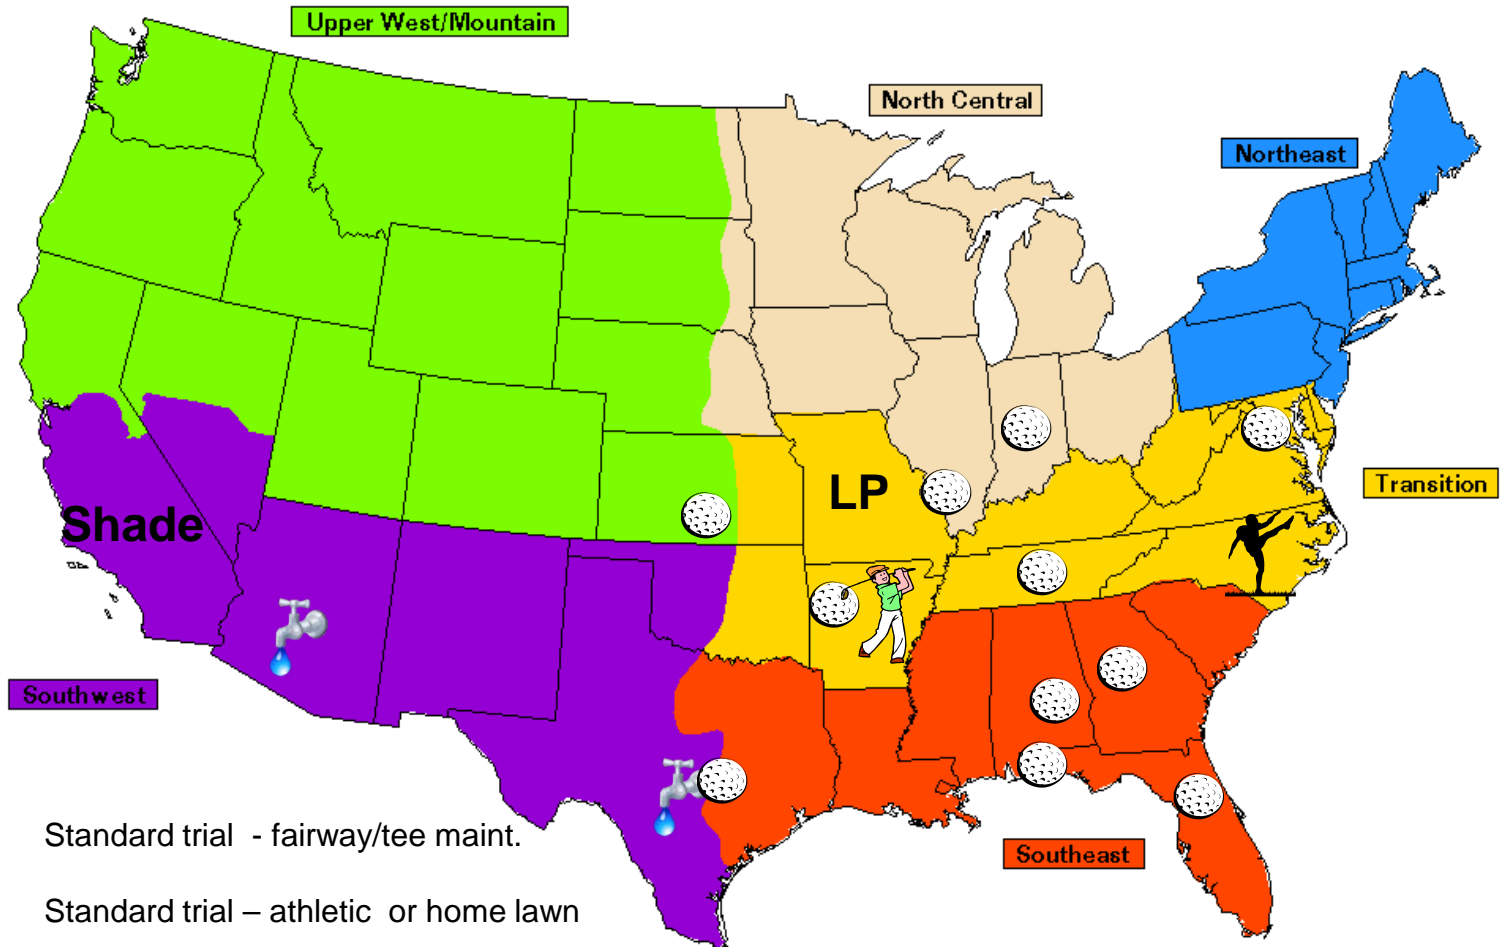 Upper West/Mountain
North Central
Northeast
Transition
LP
Shade
Southwest
Southeast
Standard trial - fairway/tee maint.
Standard trial – athletic or home lawn